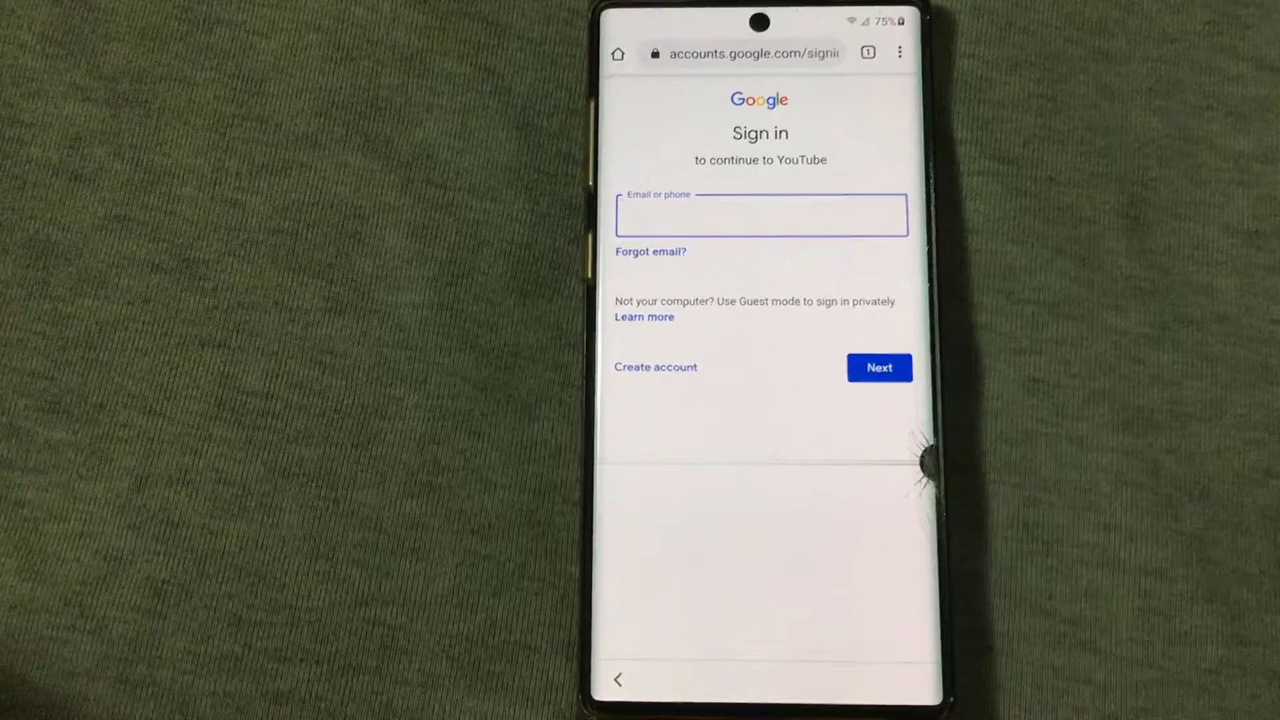 75%
accounts.google.com/signi
1
Google
Sign in
to continue to YouTube
Email or phone
Forgot email?
Not your computer? Use Guest mode to sign in privately.
Learn more
Create account
Next